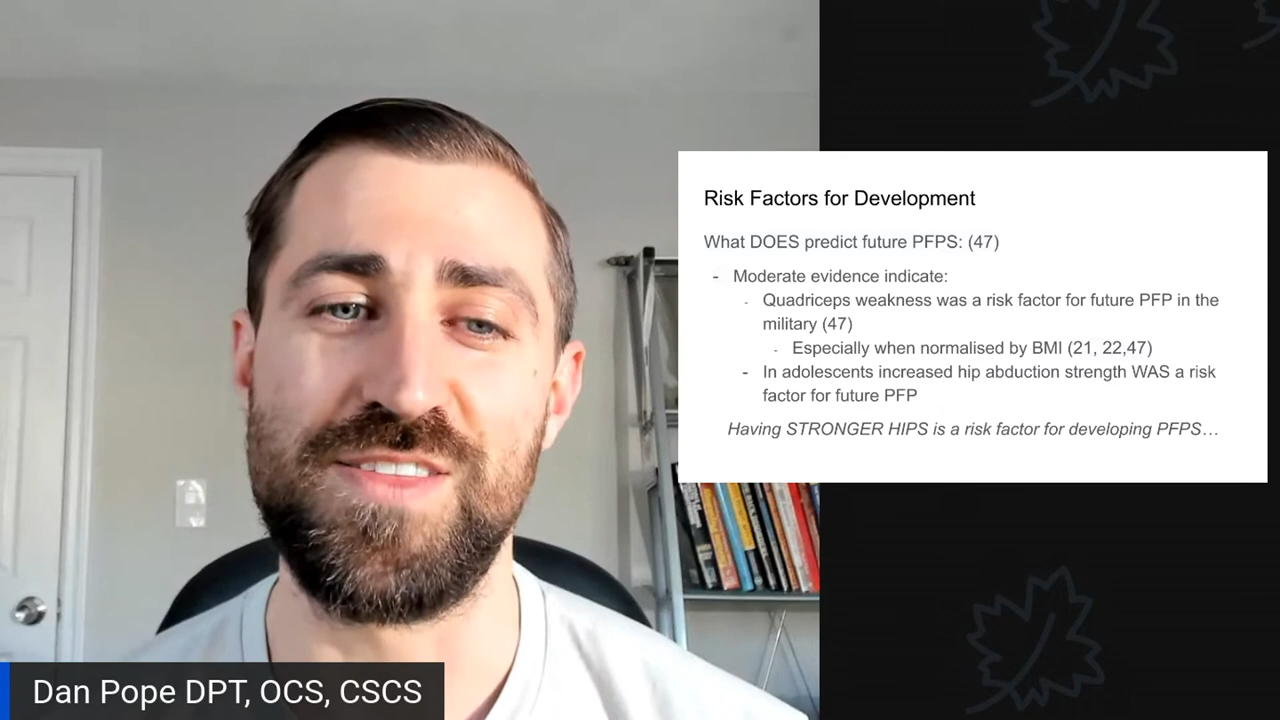 Risk Factors for Development
What DOES predict future PFPS: (47)
- Moderate evidence indicate:
- Quadriceps weakness was a risk factor for future PFP in the
military (47)
- Especially when normalised by BMI (21, 22,47)
- In adolescents increased hip abduction strength WAS a risk
factor for future PFP
Having STRONGER HIPS is a risk factor for developing PFPS…
Dan Pope DPT, OCS, CSCS